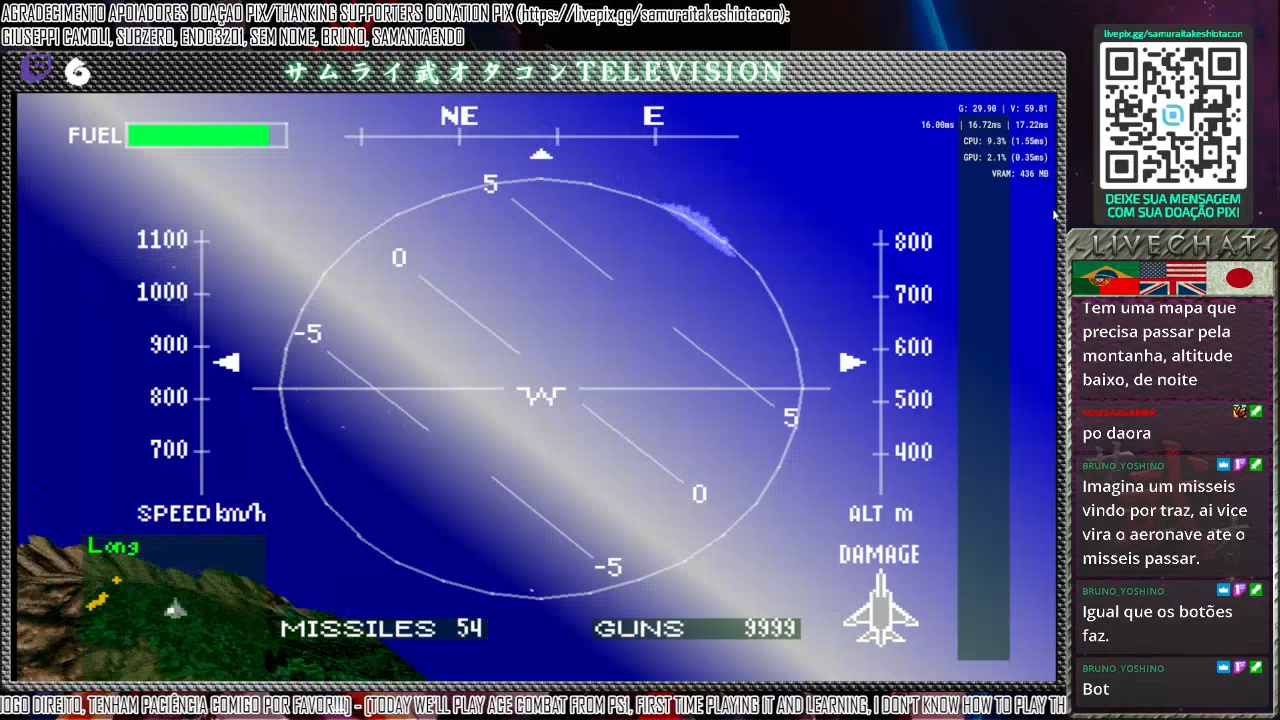 AGRADECIMENTO APOIADORES DOAÇAO PIX/THANKING SUPPORTERS DONATION PIX (https://livepix.gg/samuraitakeshiotacon):
GIUSEPPI CAMOLI, SUBZERO, ENDO3201, SEM NOME, BRUNO, SAMANTAENDO
6
サムライ武オタコンTELEVISION
livepix.gg/samuraitakeshiotacon
DEIXE SUA MENSAGEM
COM SUA DOAÇÃO PIX!
FUEL
NE E
G: 29.90 | V: 59.81
16.00ms | 16.72ms | 17.22ms
CPU: 9.3% (1.55ms)
GPU: 2.1% (0.35ms)
VRAM: 436 MB
5
0
-5
5
0
-5
1100
1000
900
800
700
SPEED km/h
800
700
600
500
400
ALT m
DAMAGE
Long
MISSILES 54
GUNS 9999
-LIVECHAT-
Tem uma mapa que
precisa passar pela
montanha, altitude
baixo, de noite
po daora
BRUNO_YOSHINO
Imagina um misseis
vindo por traz, ai vice
vira o aeronave ate o
misseis passar.
BRUNO_YOSHINO
Igual que os botões
faz.
BRUNO_YOSHINO
Bot
JOGO DIREITO, TENHAM PACIÊNCIA COMIGO POR FAVOR!!!) - (TODAY WE'LL PLAY ACE COMBAT FROM PS1, FIRST TIME PLAYING IT AND LEARNING, I DON'T KNOW HOW TO PLAY TH